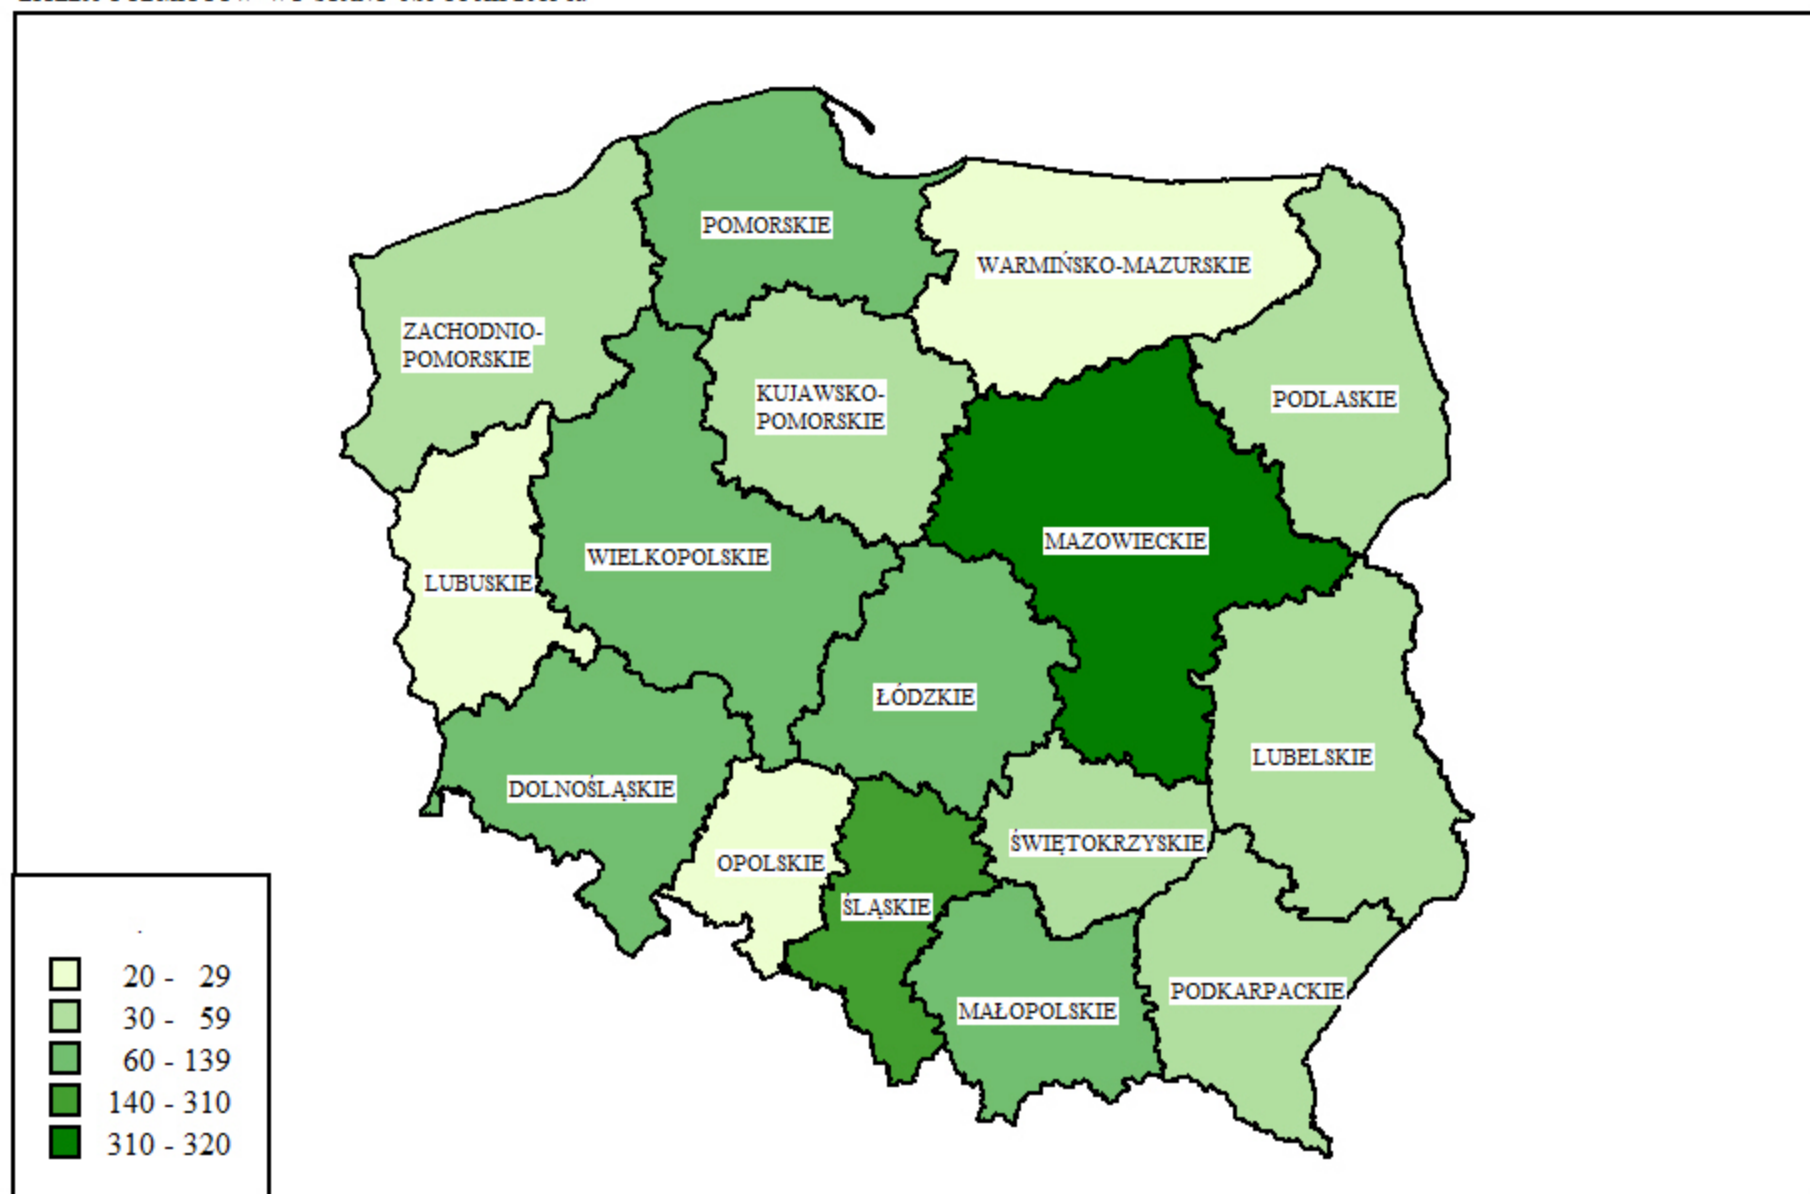 POMORSKIE
WARMIŃSKO-MAZURSKIE
ZACHODNIO-
POMORSKIE
KUJAWSKO-
POMORSKIE
PODLASKIE
MAZOWIECKIE
WIELKOPOLSKIE
LUBUSKIE
ŁÓDZKIE
LUBELSKIE
DOLNOŚLĄSKIE
ŚWIĘTOKRZYSKIE
OPOLSKIE
ŚLĄSKIE
PODKARPACKIE
MAŁOPOLSKIE
20 - 29
30 - 59
60 - 139
140 - 310
310 - 320